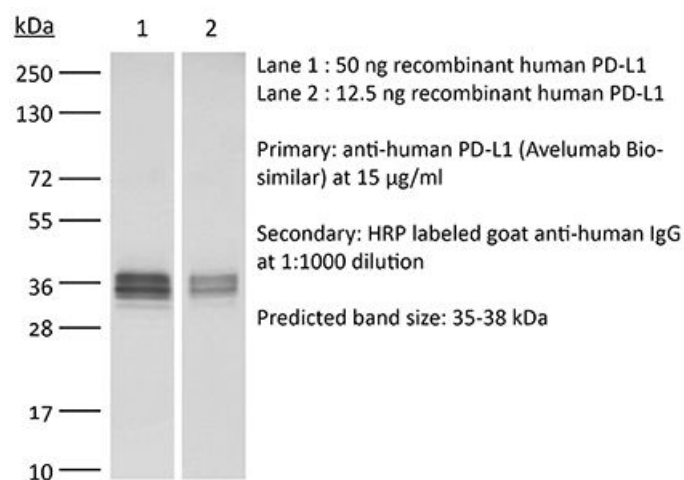 kDa
1 2
250
130
72
55
36
28
17
10
Lane 1 : 50 ng recombinant human PD-L1
Lane 2 : 12.5 ng recombinant human PD-L1
Primary: anti-human PD-L1 (Avelumab Bio-
similar) at 15 µg/ml
Secondary: HRP labeled goat anti-human IgG
at 1:1000 dilution
Predicted band size: 35-38 kDa